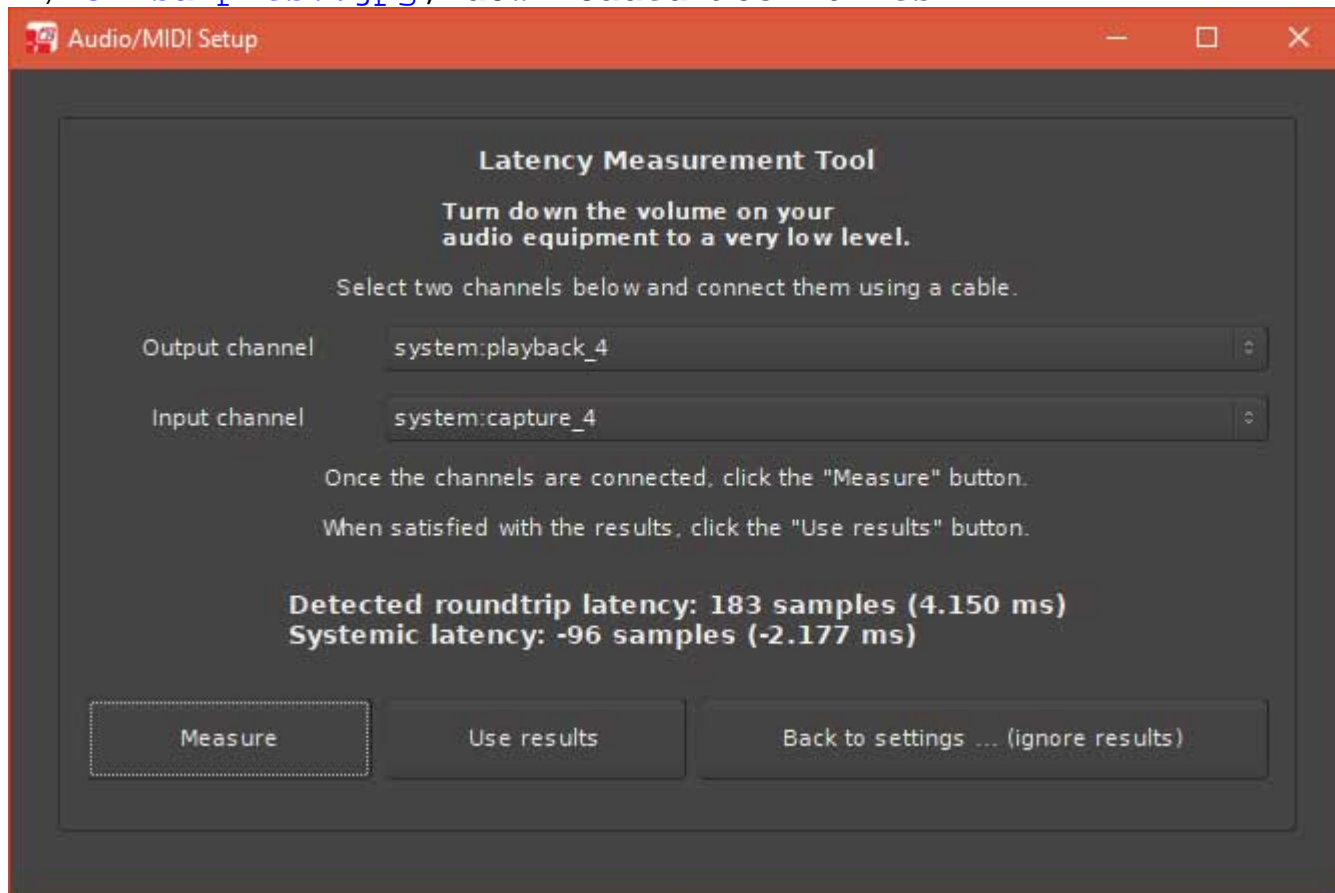 Audio/MIDI Setup
Latency Measurement Tool
Turn down the volume on your
audio equipment to a very low level.
Select two channels below and connect them using a cable.
Output channel system:playback_4
Input channel system:capture_4
Once the channels are connected, click the "Measure" button.
When satisfied with the results, click the "Use results" button.
Detected roundtrip latency: 183 samples (4.150 ms)
Systemic latency: -96 samples (-2.177 ms)
Measure Use results Back to settings ... (ignore results)